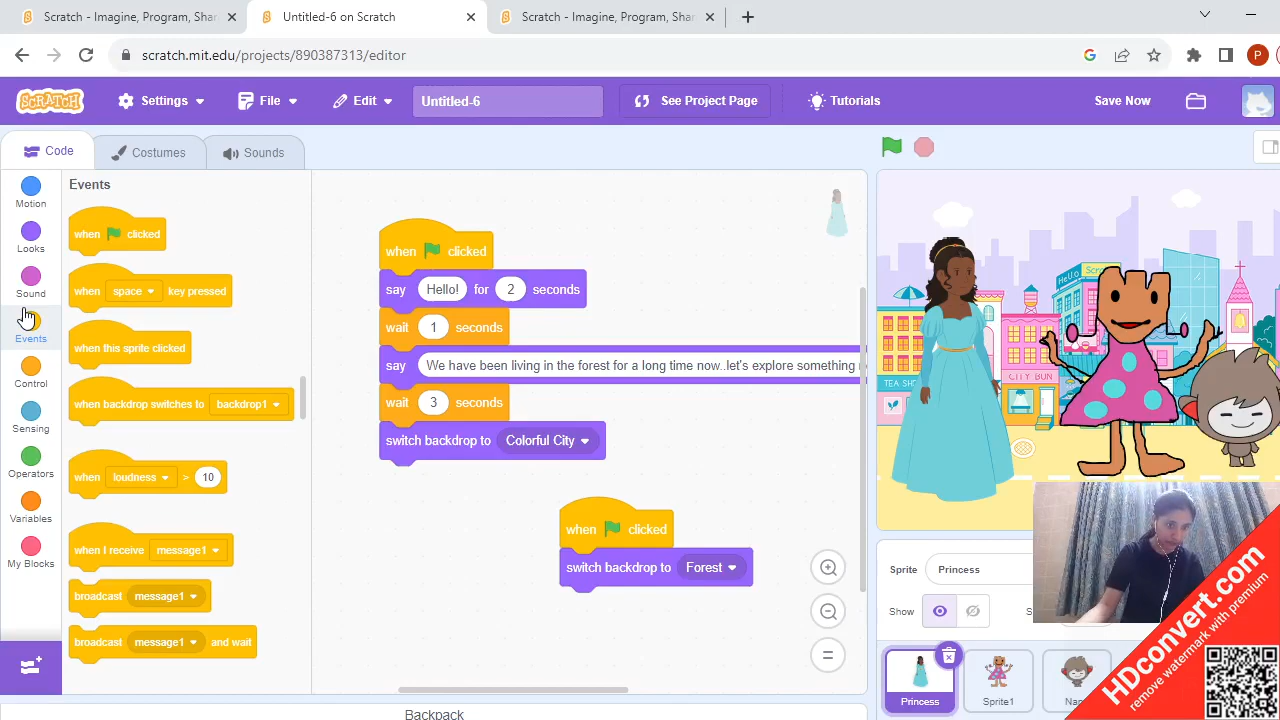 Scratch - Imagine, Program, Shar
Untitled-6 on Scratch
Scratch - Imagine, Program, Shar
scratch.mit.edu/projects/890387313/editor
P
SCRATCH
Settings
File
Edit
Untitled-6
See Project Page
Tutorials
Save Now
Code
Costumes
Sounds
Motion
Looks
Sound
Events
Control
Sensing
Operators
Variables
My Blocks
Events
when clicked
when space key pressed
when this sprite clicked
when backdrop switches to backdrop1
when loudness > 10
when I receive message1
broadcast message1
broadcast message1 and wait
when clicked
say Hello! for 2 seconds
wait 1 seconds
say We have been living in the forest for a long time now..let's explore something
wait 3 seconds
switch backdrop to Colorful City
when clicked
switch backdrop to Forest
Hello
TEA
CITY BUN
Sprite
Princess
Show
Princess
Sprite1
Backpack
HDconvert.com
remove watermark with premium